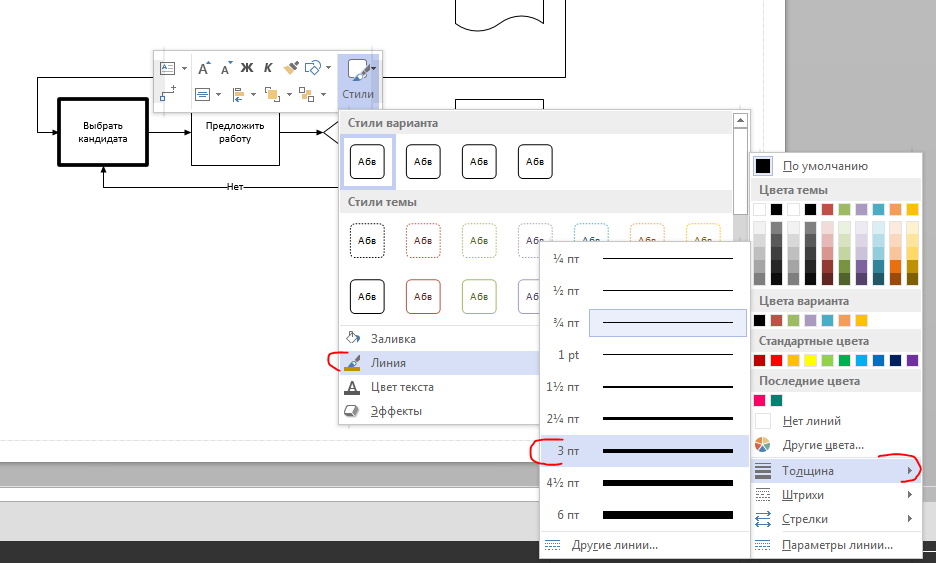 Ж К
Стили
Выбрать
кандидата
Предложить
работу
Нет
Стили варианта
Абв Абв Абв Абв
Стили темы
Абв Абв Абв Абв Абв Абв Абв
Абв Абв Абв Абв
Заливка
Линия
Цвет текста
Эффекты
¼ пт
½ пт
¾ пт
1 pt
1½ пт
2¼ пт
3 пт
4½ пт
6 пт
Другие линии...
По умолчанию
Цвета темы
Цвета варианта
Стандартные цвета
Последние цвета
Нет линий
Другие цвета...
Толщина
Штрихи
Стрелки
Параметры линии...